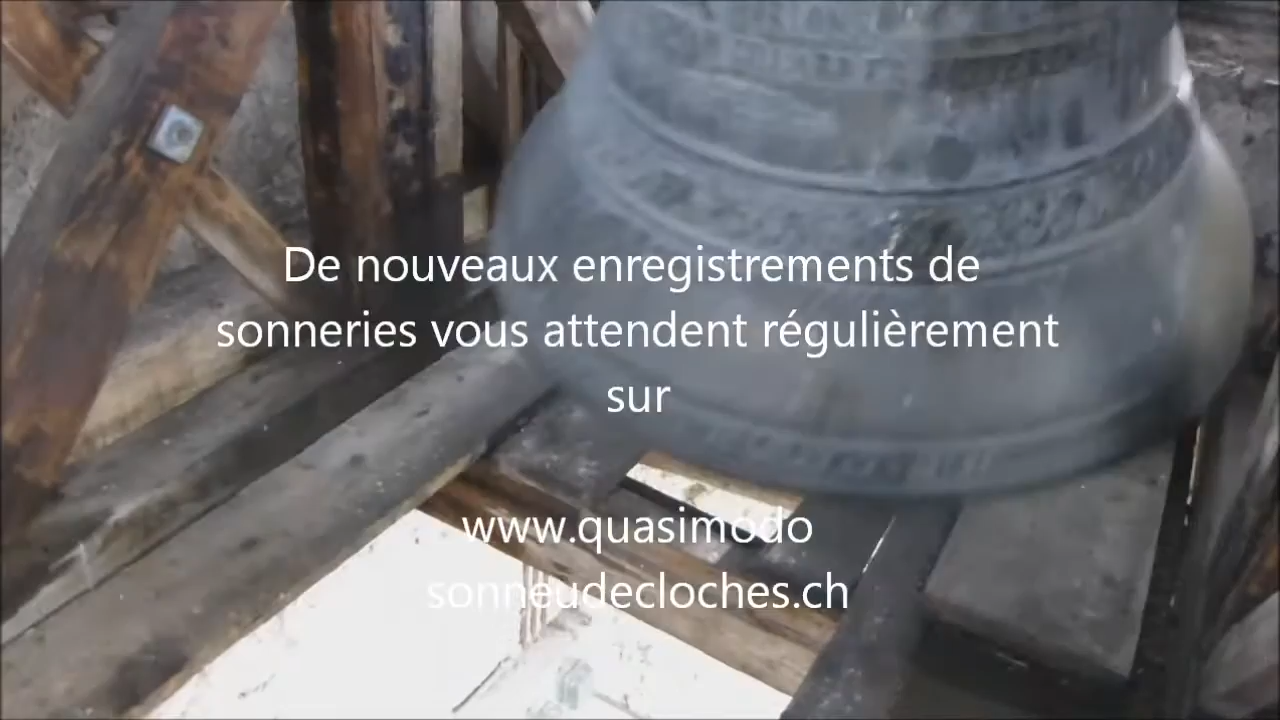 De nouveaux enregistrements de
sonneries vous attendent régulièrement
sur
www.quasimodo
sonneudecloches.ch